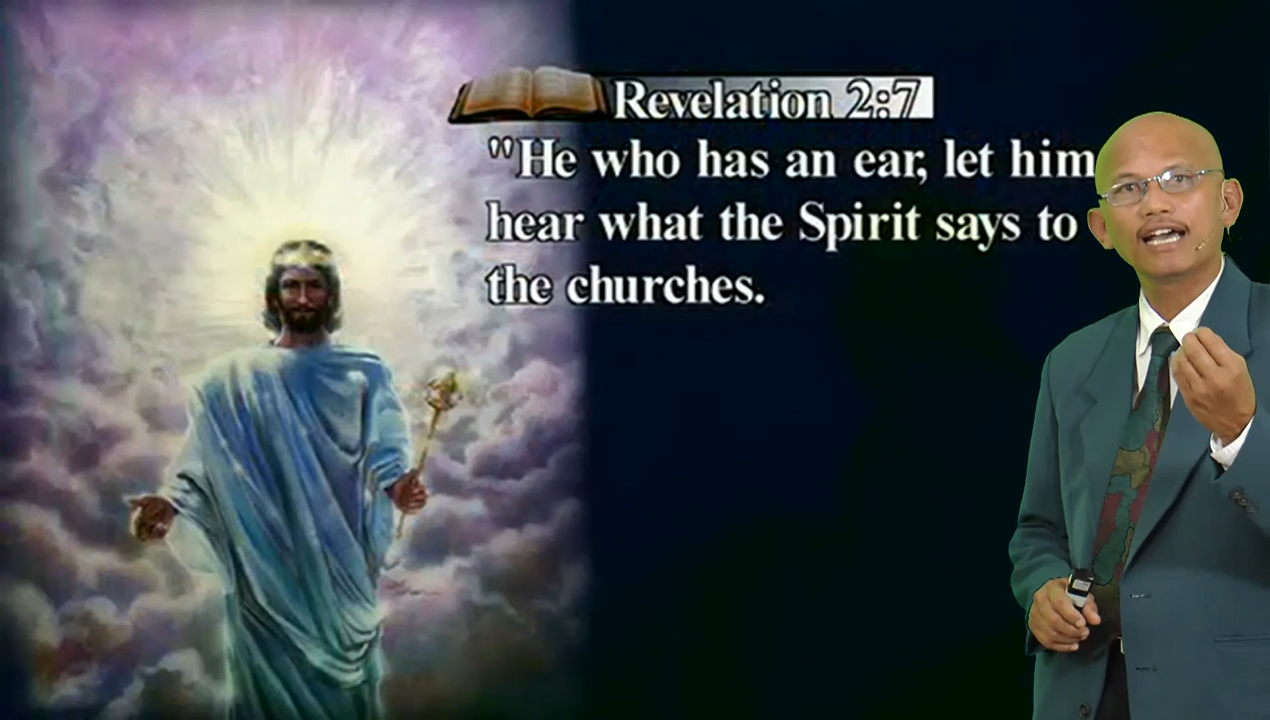 Revelation 2:7
"He who has an ear, let him
hear what the Spirit says to
the churches.